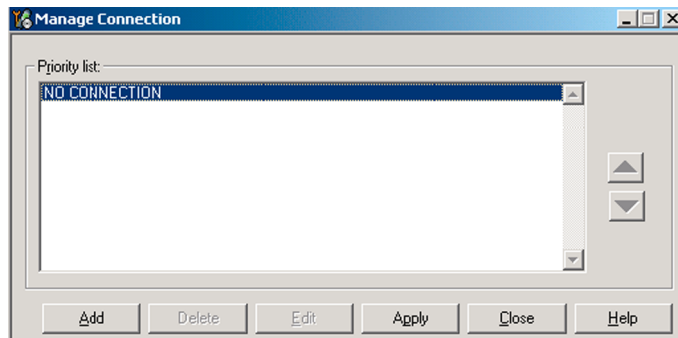 Manage Connection
Priority list:
NO CONNECTION
Add Delete Edit Apply Close Help